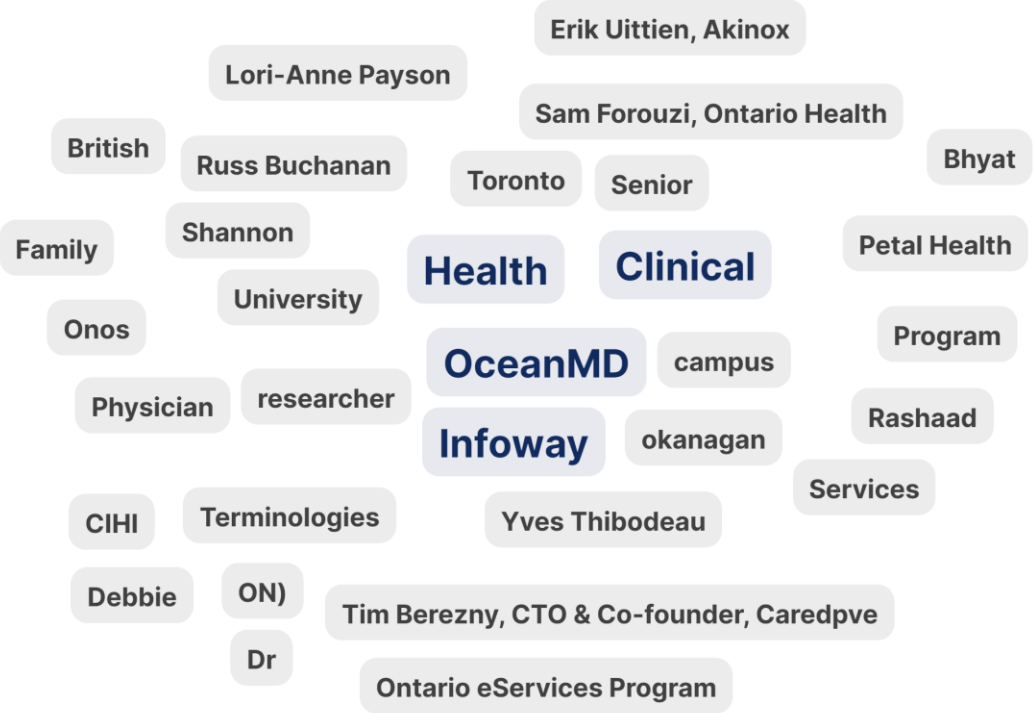 Erik Uittien, Akinox
Lori-Anne Payson
Sam Forouzi, Ontario Health
British
Russ Buchanan
Toronto
Senior
Bhyat
Family
Shannon
Health
Clinical
Petal Health
University
Onos
OceanMD
campus
Program
Physician
researcher
Infoway
okanagan
Rashaad
Services
CIHI
Terminologies
Yves Thibodeau
Debbie
ON)
Tim Berezny, CTO & Co-founder, Caredpve
Dr
Ontario eServices Program